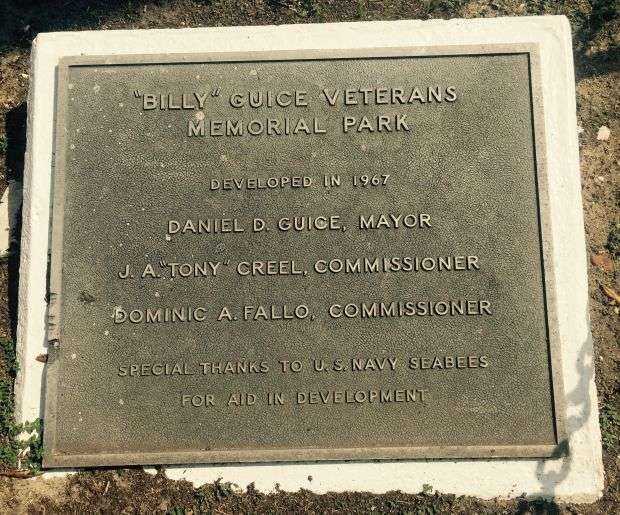 "BILLY" GUICE VETERANS
MEMORIAL PARK
DEVELOPED IN 1967
DANIEL D. GUICE, MAYOR
J. A. "TONY" CREEL, COMMISSIONER
DOMINIC A. FALLO, COMMISSIONER
SPECIAL THANKS TO U.S. NAVY SEABEES
FOR AID IN DEVELOPMENT